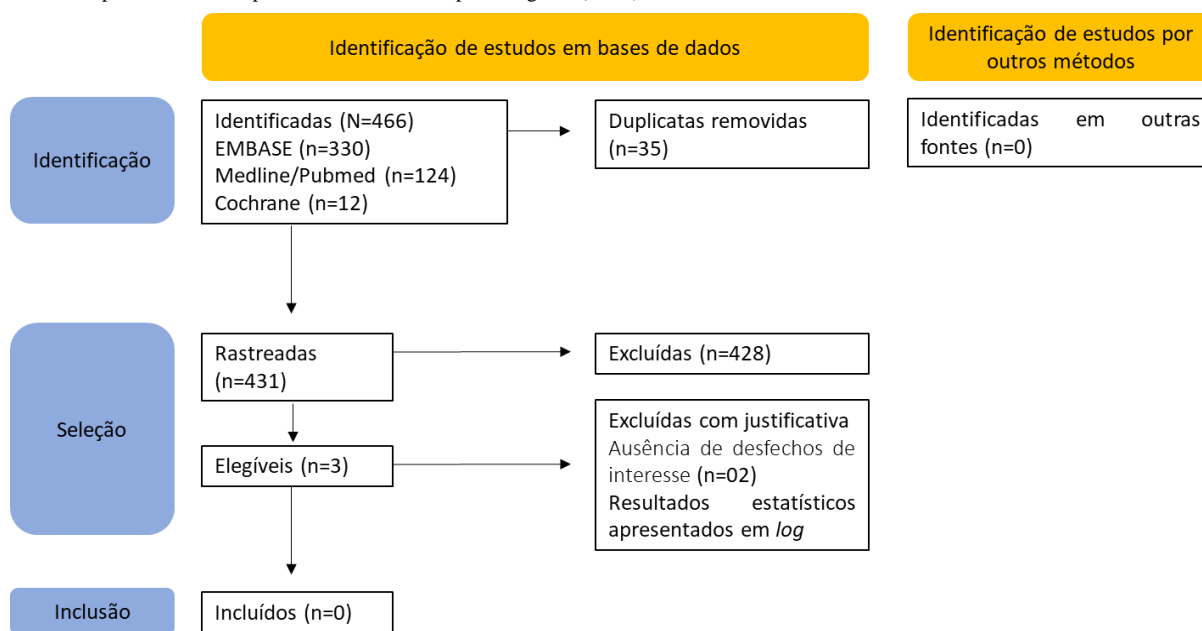 Identificação de estudos em bases de dados
Identificação de estudos por
outros métodos
Identificação
Identificadas (N=466)
EMBASE (n=330)
Medline/Pubmed (n=124)
Cochrane (n=12)
Duplicatas removidas
(n=35)
Identificadas em outras
fontes (n=0)
Seleção
Rastreadas
(n=431)
Excluídas (n=428)
Elegíveis (n=3)
Excluídas com justificativa
Ausência de desfechos de
interesse (n=02)
Resultados estatísticos
apresentados em log
Inclusão
Incluídos (n=0)